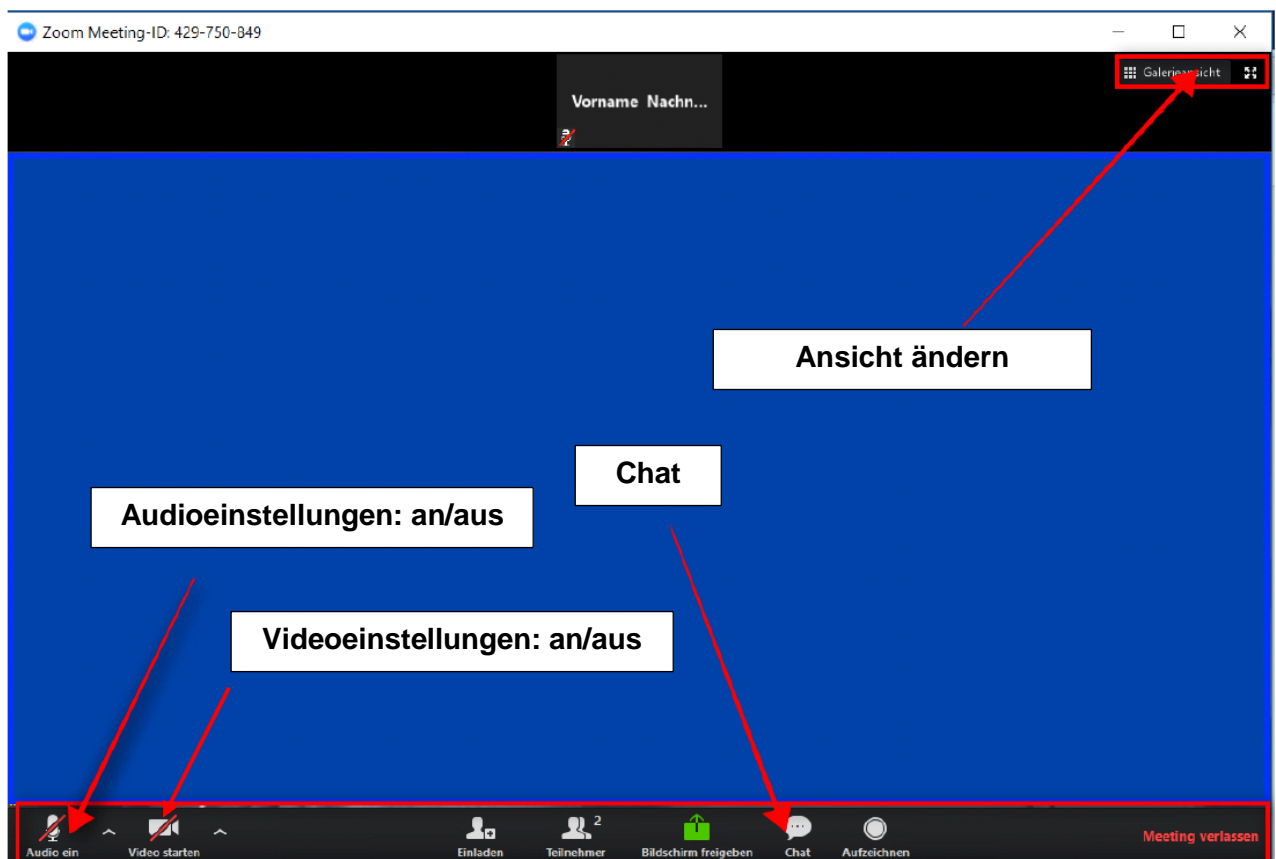 Zoom Meeting-ID: 429-750-849
Galerieansicht
Vorname Nachn...
Ansicht ändern
Chat
Audioeinstellungen: an/aus
Videoeinstellungen: an/aus
2
Audio ein Video starten Einladen Teilnehmer Bildschirm freigeben Chat Aufzeichnen Meeting verlassen